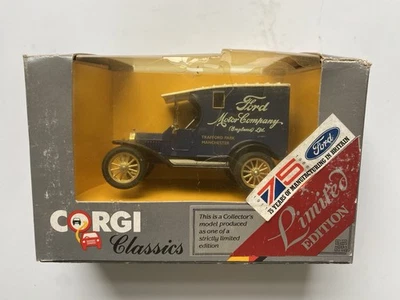 Ford
Motor Company
(England) Ltd.
TRAFFORD PARK
MANCHESTER
75
Ford
75 YEARS OF MANUFACTURING IN BRITAIN
Limited
EDITION
CORGI
Classics
This is a Collector's
model produced
as one of a
strictly limited
edition